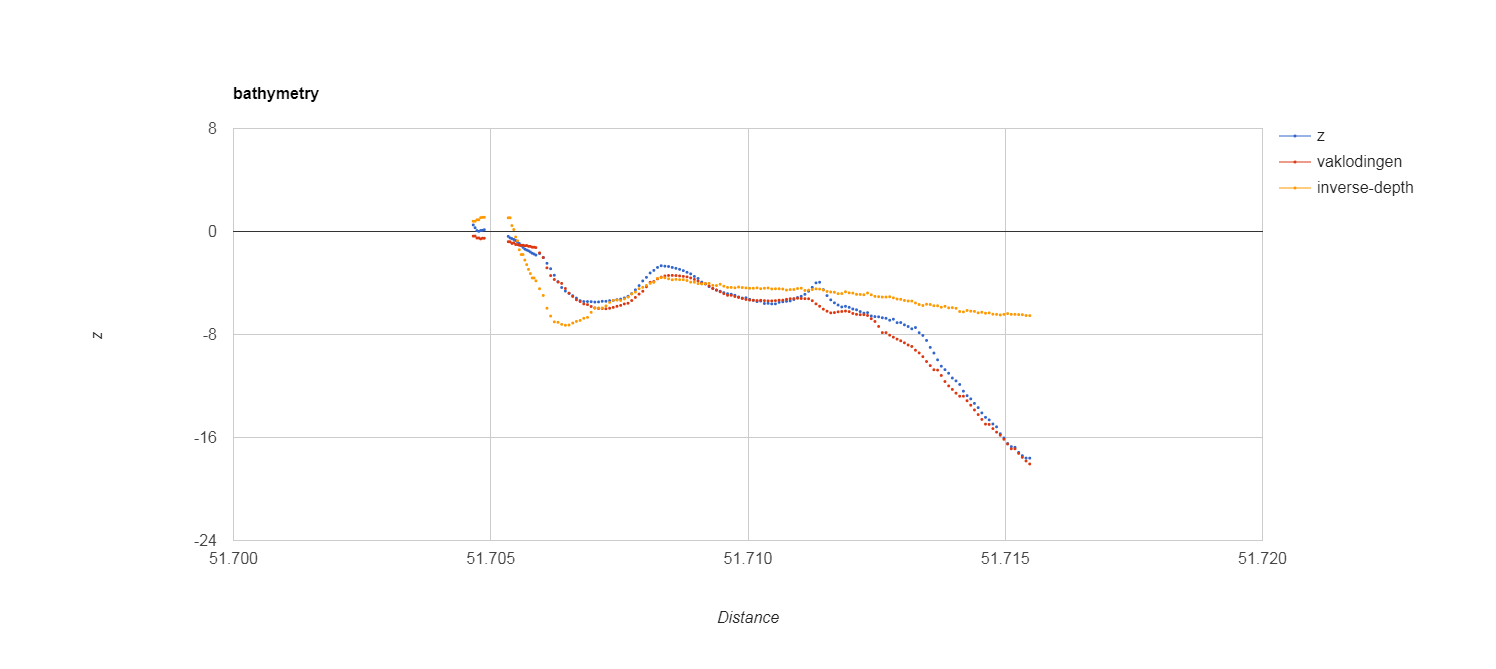 bathymetry
8
0
-8
-16
-24
z
51.700 51.705 51.710 51.715 51.720
Distance
z
vaklodingen
inverse-depth